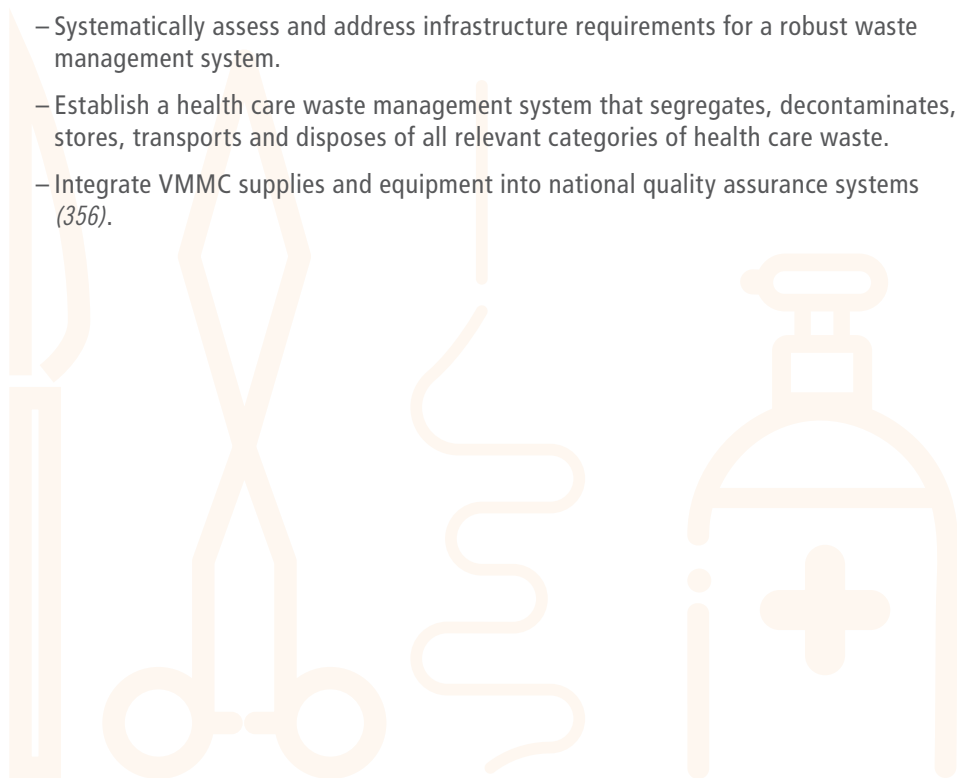 – Systematically assess and address infrastructure requirements for a robust waste
management system.
– Establish a health care waste management system that segregates, decontaminates,
stores, transports and disposes of all relevant categories of health care waste.
– Integrate VMMC supplies and equipment into national quality assurance systems
(356).